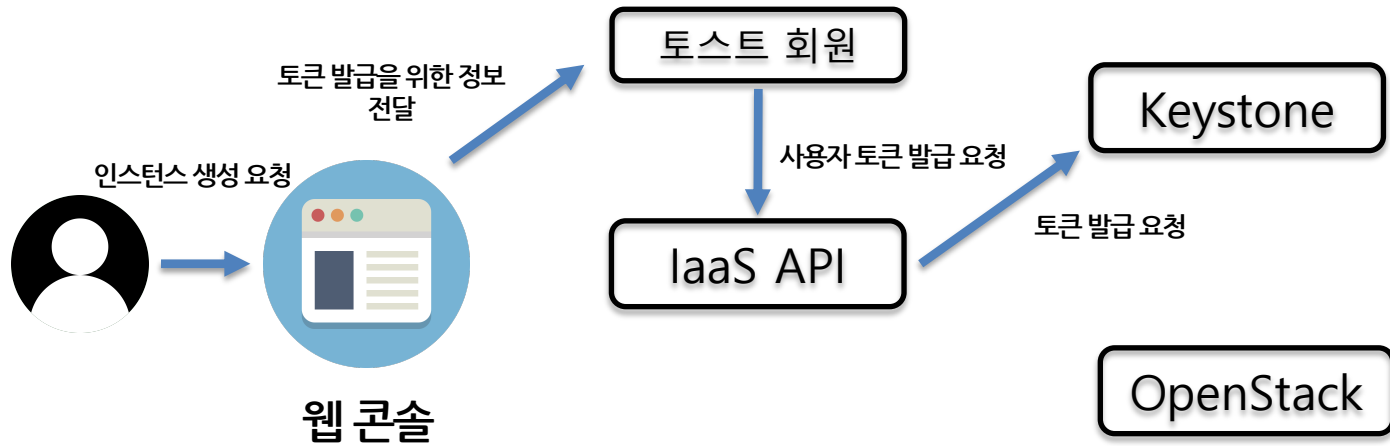 인스턴스 생성 요청
웹 콘솔
토큰 발급을 위한 정보
전달
토스트 회원
사용자 토큰 발급 요청
IaaS API
토큰 발급 요청
Keystone
OpenStack